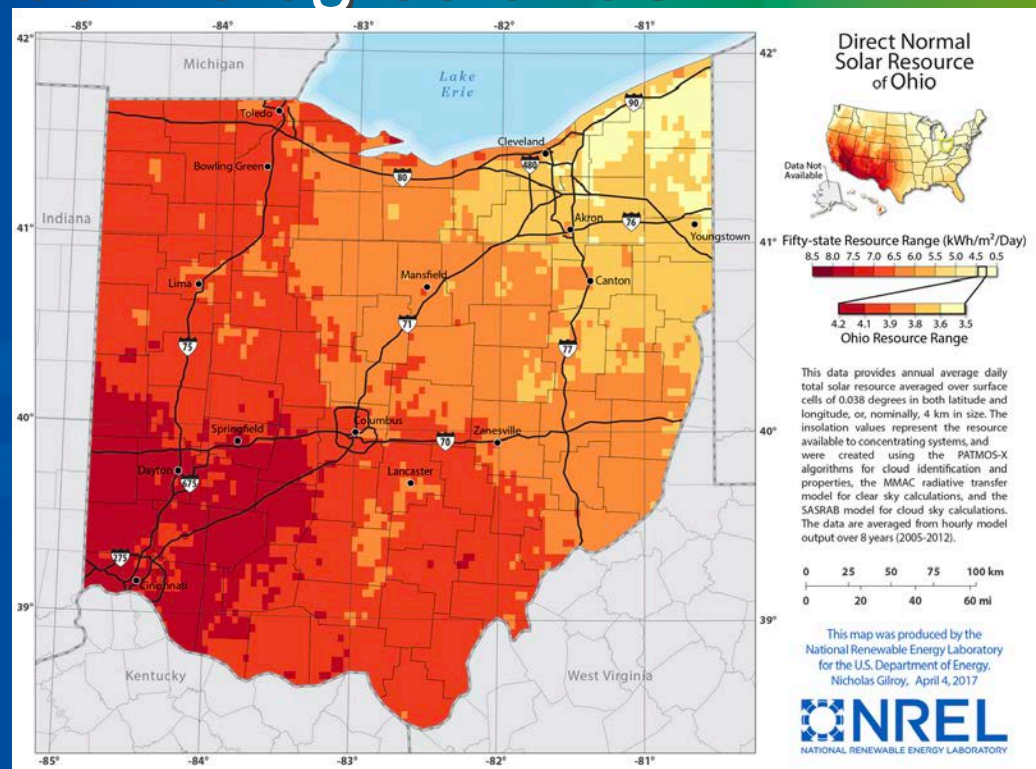 Direct Normal
Solar Resource
of Ohio
Data Not
Available
Fifty-state Resource Range (kWh/m²/Day)
8.5 8.0 7.5 7.0 6.5 6.0 5.5 5.0 4.5 0.5
4.2 4.1 3.9 3.8 3.6 3.5
Ohio Resource Range
This data provides annual average daily
total solar resource averaged over surface
cells of 0.038 degrees in both latitude and
longitude, or, nominally, 4 km in size. The
insolation values represent the resource
available to concentrating systems, and
were created using the PATMOS-X
algorithms for cloud identification and
properties, the MMAC radiative transfer
model for clear sky calculations, and the
SASRAB model for cloud sky calculations.
The data are averaged from hourly model
output over 8 years (2005-2012).
0 25 50 75 100 km
0 20 40 60 mi
This map was produced by the
National Renewable Energy Laboratory
for the U.S. Department of Energy.
Nicholas Gilroy, April 4, 2017
NREL
NATIONAL RENEWABLE ENERGY LABORATORY
-85° -84° -83° -82° -81°
42° 42°
Michigan
Lake
Erie
90
Toledo
Cleveland
480
Bowling Green
80
Indiana
Akron
76
Youngstown
41° 41°
Mansfield
Lima
Canton
71
75
77
40° 40°
Columbus
Springfield
70
Zanesville
Dayton
675
Lancaster
275
Cincinnati
39° 39°
Kentucky
West Virginia
-85° -84° -83° -82° -81°